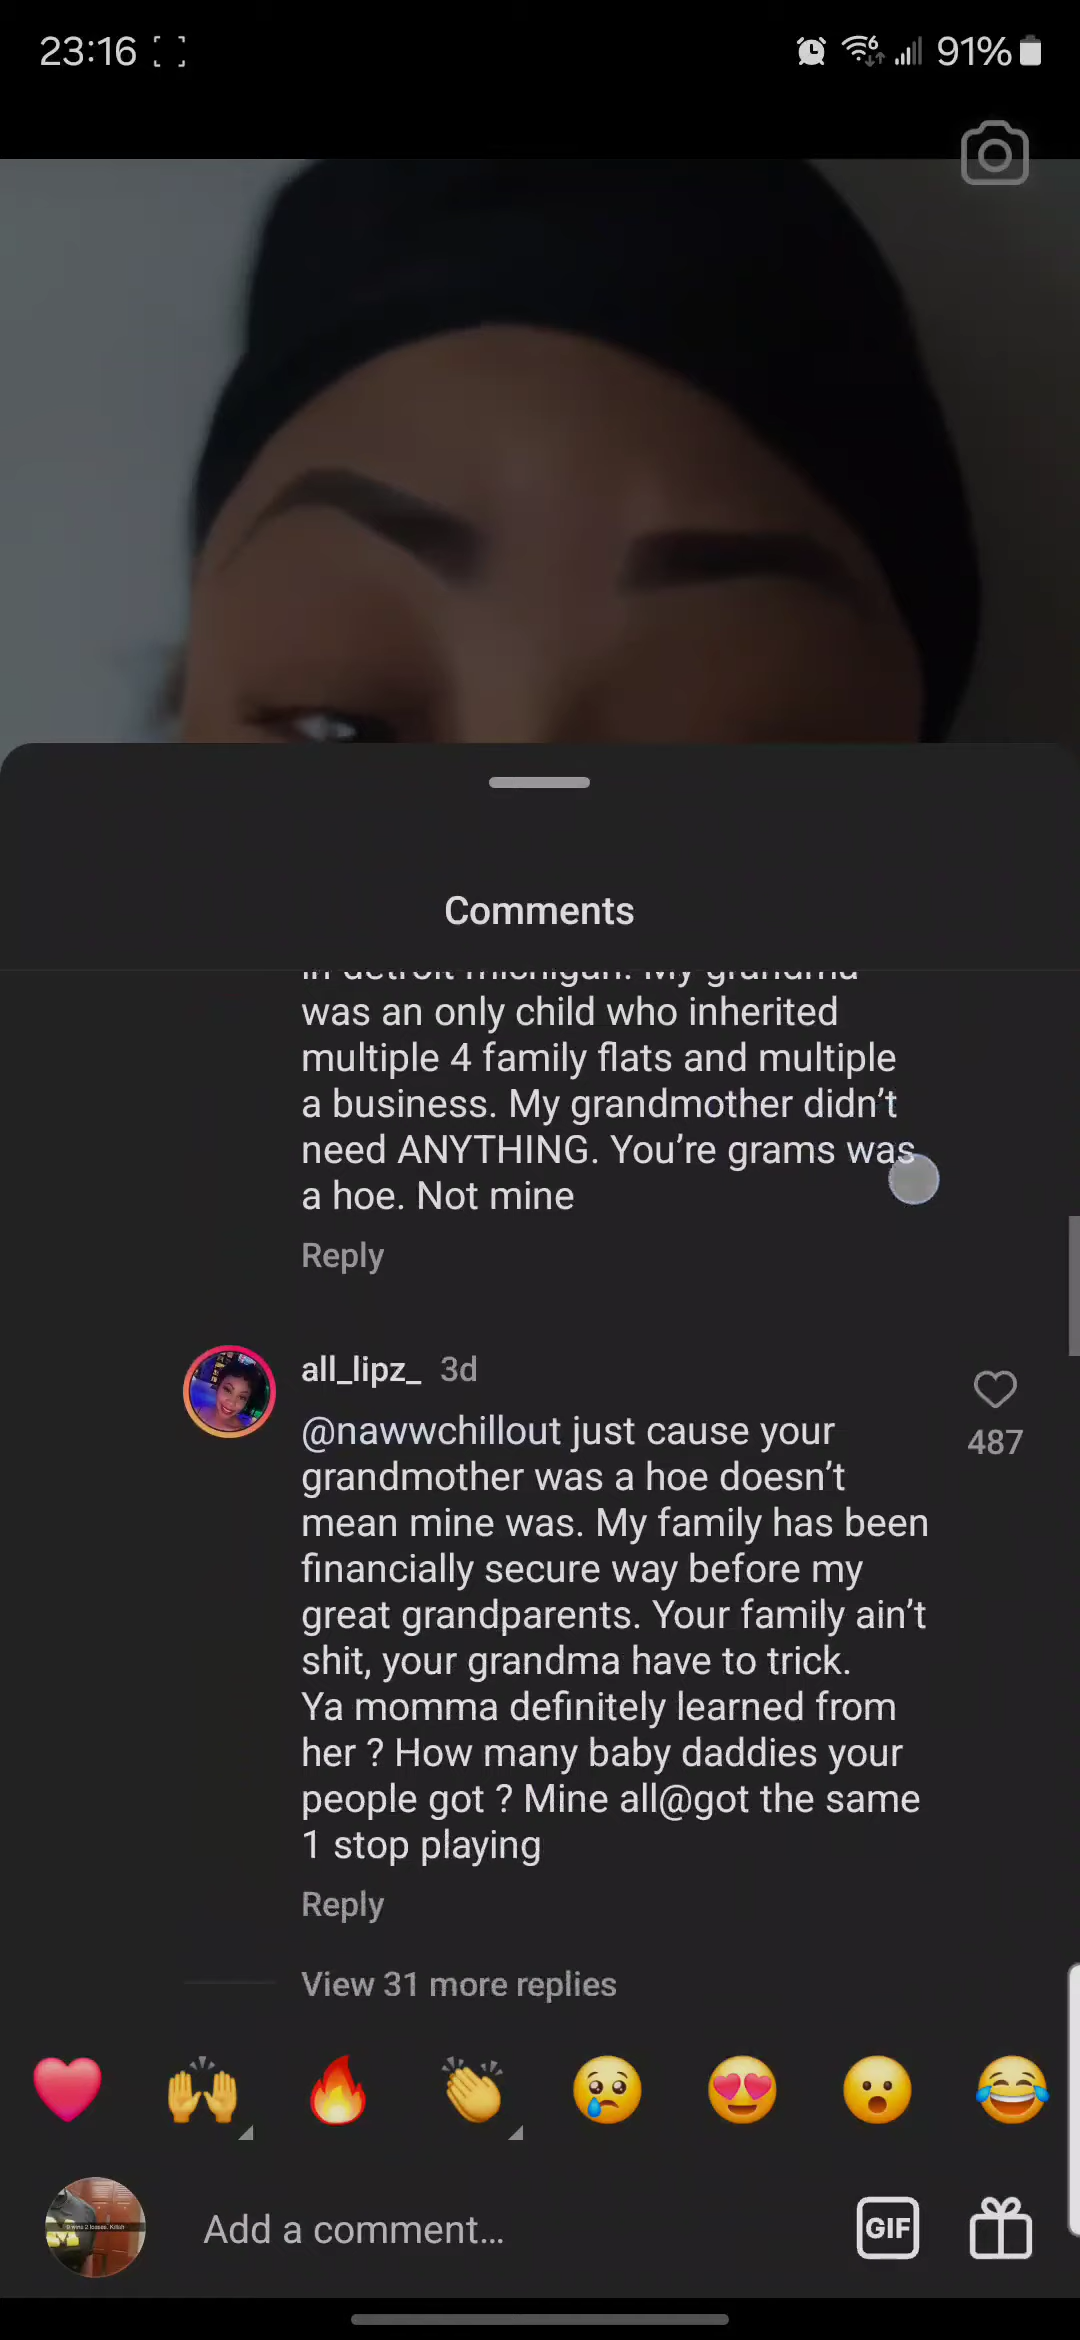 23:16
6
91%
Comments
in detroit michigan. My grandma
was an only child who inherited
multiple 4 family flats and multiple
a business. My grandmother didn’t
need ANYTHING. You’re grams was
a hoe. Not mine
Reply
all_lipz_ 3d
@nawwchillout just cause your
487
grandmother was a hoe doesn’t
mean mine was. My family has been
financially secure way before my
great grandparents. Your family ain’t
shit, your grandma have to trick.
Ya momma definitely learned from
her ? How many baby daddies your
people got ? Mine all@got the same
1 stop playing
Reply
View 31 more replies
Add a comment...
GIF